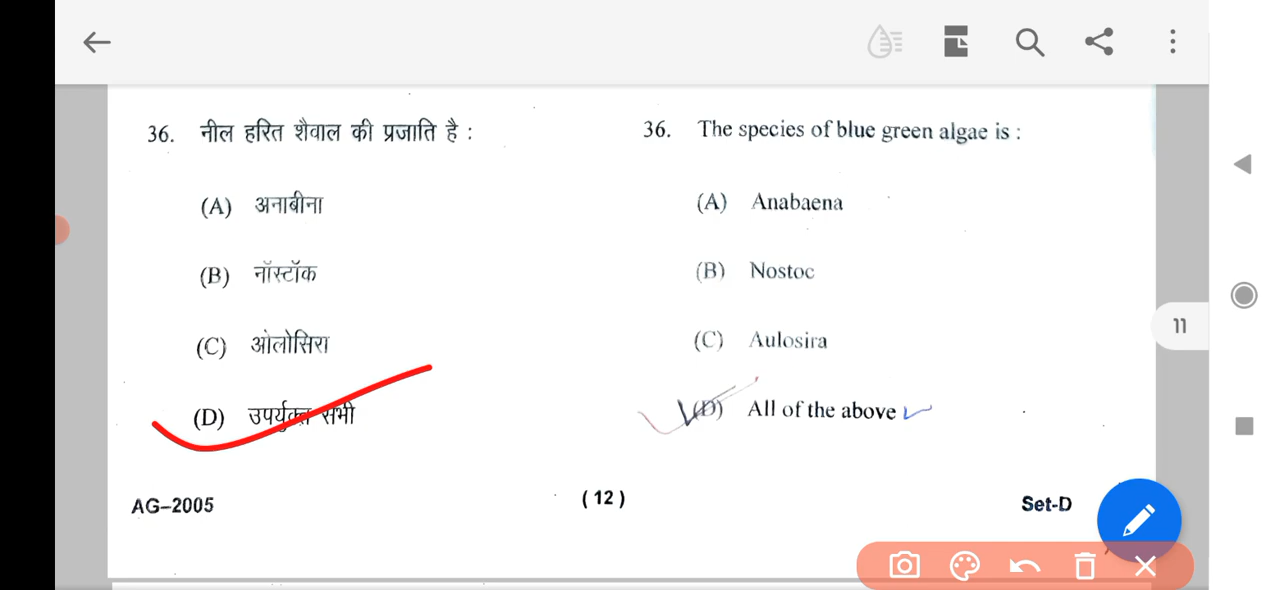 36. नील हरित शैवाल की प्रजाति है :
(A) अनाबीना
(B) नॉस्टॉक
(C) ओलोसिरा
(D) उपर्युक्त सभी
36. The species of blue green algae is :
(A) Anabaena
(B) Nostoc
(C) Aulosira
(D) All of the above
11
AG–2005
( 12 )
Set-D